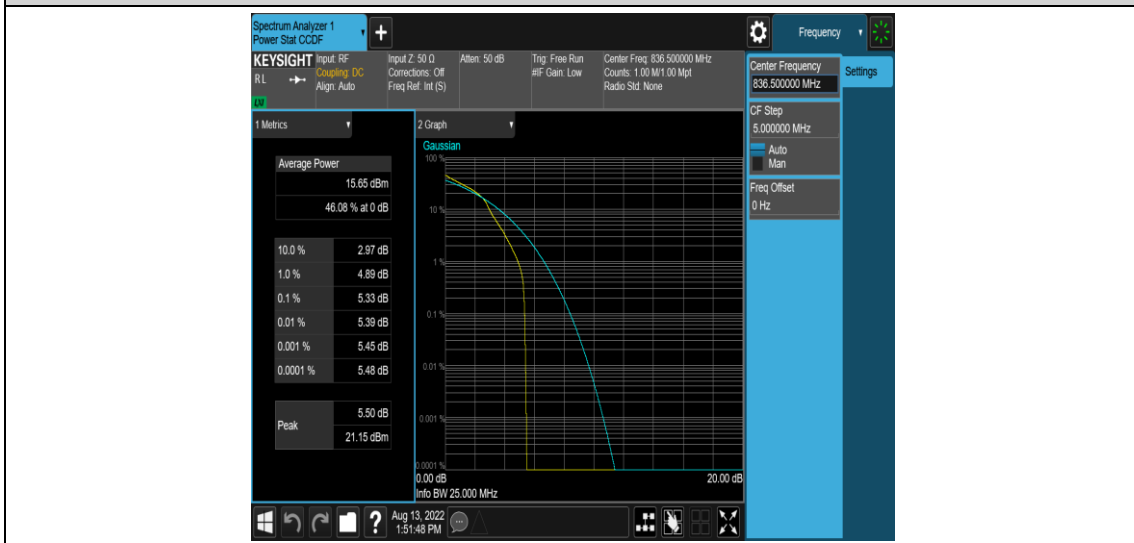 Spectrum Analyzer 1
Power Stat CCDF
+
Frequency
KEYSIGHT
RL
LXI
Input: RF
Coupling: DC
Align: Auto
Input Z: 50 Ω
Corrections: Off
Freq Ref: Int (S)
Atten: 50 dB
Trig: Free Run
#IF Gain: Low
Center Freq: 836.500000 MHz
Counts: 1.00 M/1.00 Mpt
Radio Std: None
Center Frequency
836.500000 MHz
Settings
CF Step
5.000000 MHz
Auto
Man
Freq Offset
0 Hz
1 Metrics
Average Power
15.65 dBm
46.08 % at 0 dB
10.0 % 2.97 dB
1.0 % 4.89 dB
0.1 % 5.33 dB
0.01 % 5.39 dB
0.001 % 5.45 dB
0.0001 % 5.48 dB
Peak
5.50 dB
21.15 dBm
2 Graph
Gaussian
100 %
10 %
1 %
0.1 %
0.01 %
0.001 %
0.0001 %
0.00 dB 20.00 dB
Info BW 25.000 MHz
?
Aug 13, 2022
1:51:48 PM